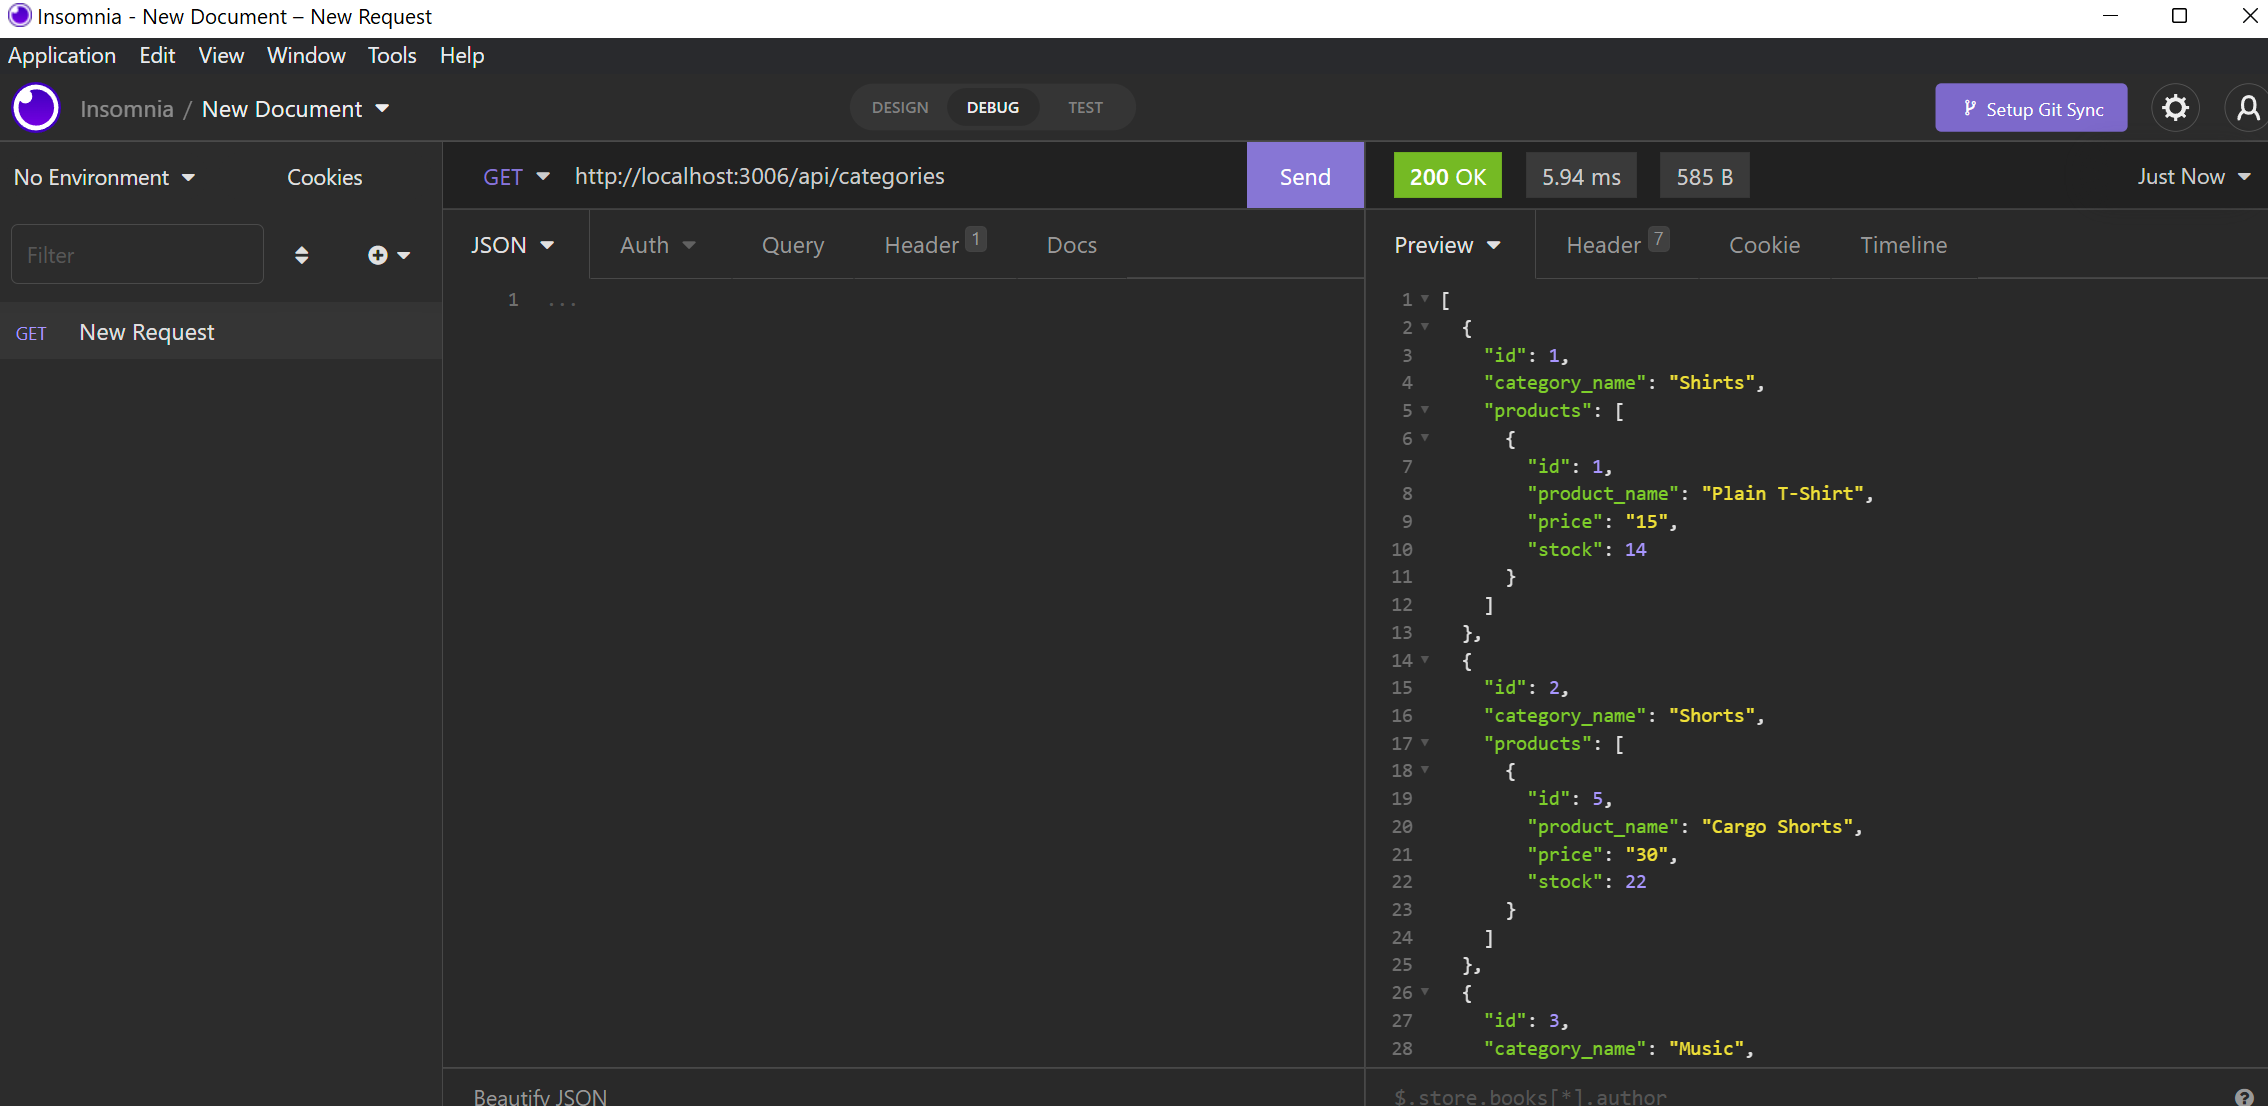 Insomnia - New Document – New Request
Application Edit View Window Tools Help
Insomnia / New Document
DESIGN DEBUG TEST
Setup Git Sync
No Environment Cookies
GET http://localhost:3006/api/categories Send
200 OK 5.94 ms 585 B Just Now
Filter
JSON Auth Query Header 1 Docs
Preview Header 7 Cookie Timeline
GET New Request
1 ...
1 [
2 {
3 "id": 1,
4 "category_name": "Shirts",
5 "products": [
6 {
7 "id": 1,
8 "product_name": "Plain T-Shirt",
9 "price": "15",
10 "stock": 14
11 }
12 ]
13 },
14 {
15 "id": 2,
16 "category_name": "Shorts",
17 "products": [
18 {
19 "id": 5,
20 "product_name": "Cargo Shorts",
21 "price": "30",
22 "stock": 22
23 }
24 ]
25 },
26 {
27 "id": 3,
28 "category_name": "Music",
Beautify JSON
$.store.books[*].author